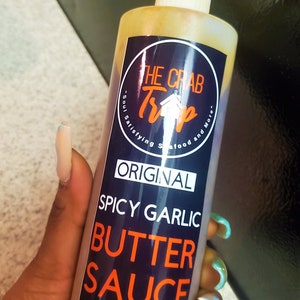 THE CRAB
Trap
"Soul Satisfying Seafood and More"
ORIGINAL
SPICY GARLIC
BUTTER
SAUCE